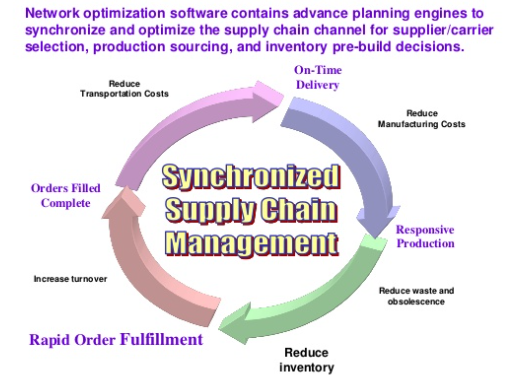 Network optimization software contains advance planning engines to
synchronize and optimize the supply chain channel for supplier/carrier
selection, production sourcing, and inventory pre-build decisions.
On-Time
Delivery
Reduce
Transportation Costs
Reduce
Manufacturing Costs
Synchronized
Supply Chain
Management
Orders Filled
Complete
Responsive
Production
Increase turnover
Reduce waste and
obsolescence
Rapid Order Fulfillment
Reduce
inventory